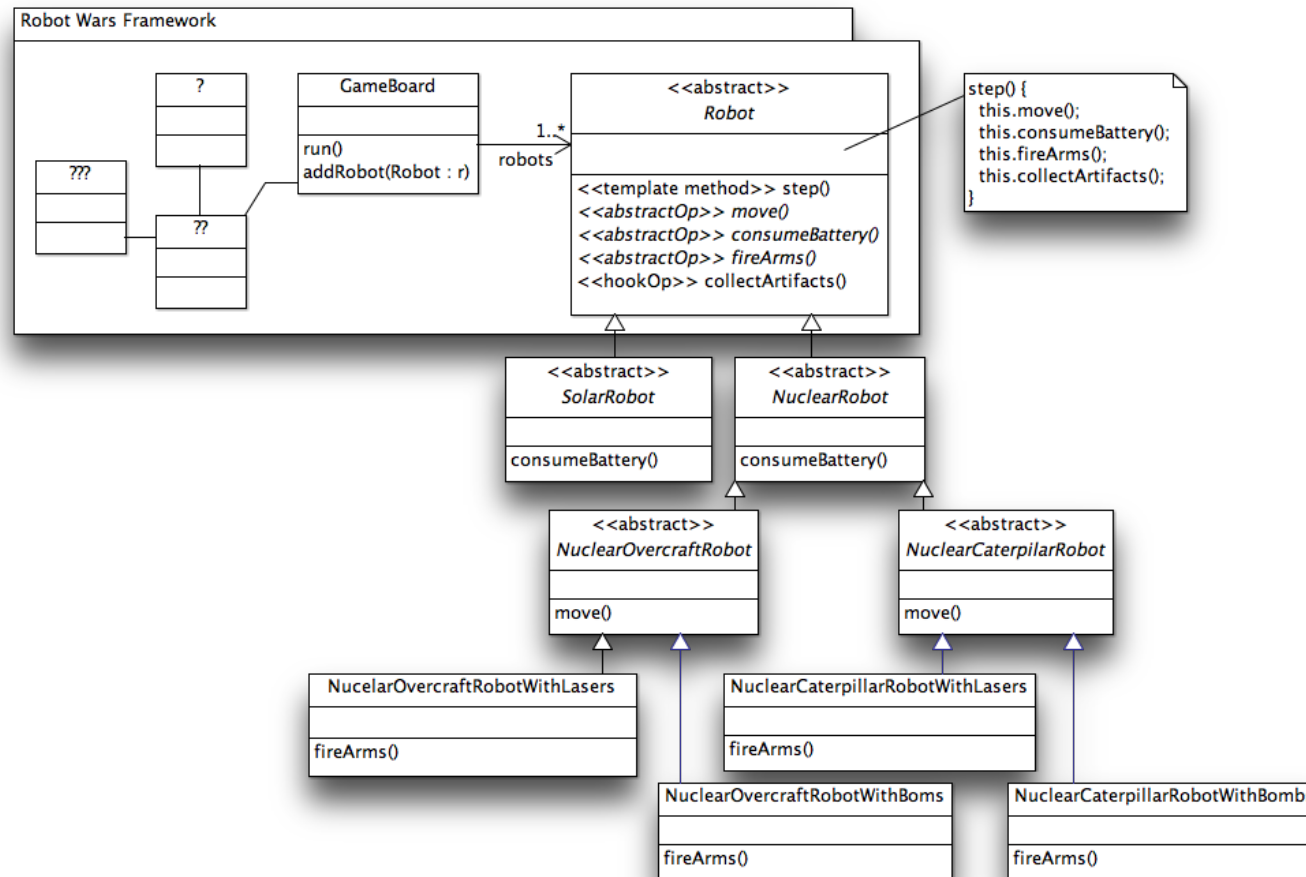 Robot Wars Framework
?
GameBoard
run()
addRobot(Robot : r)
???
??
1..*
robots
<<abstract>>
Robot
<<template method>> step()
<<abstractOp>> move()
<<abstractOp>> consumeBattery()
<<abstractOp>> fireArms()
<<hookOp>> collectArtifacts()
step() {
this.move();
this.consumeBattery();
this.fireArms();
this.collectArtifacts();
}
<<abstract>>
SolarRobot
consumeBattery()
<<abstract>>
NuclearRobot
consumeBattery()
<<abstract>>
NuclearOvercraftRobot
move()
<<abstract>>
NuclearCaterpilarRobot
move()
NucelarOvercraftRobotWithLasers
fireArms()
NuclearCaterpillarRobotWithLasers
fireArms()
NuclearOvercraftRobotWithBoms
fireArms()
NuclearCaterpillarRobotWithBomb
fireArms()